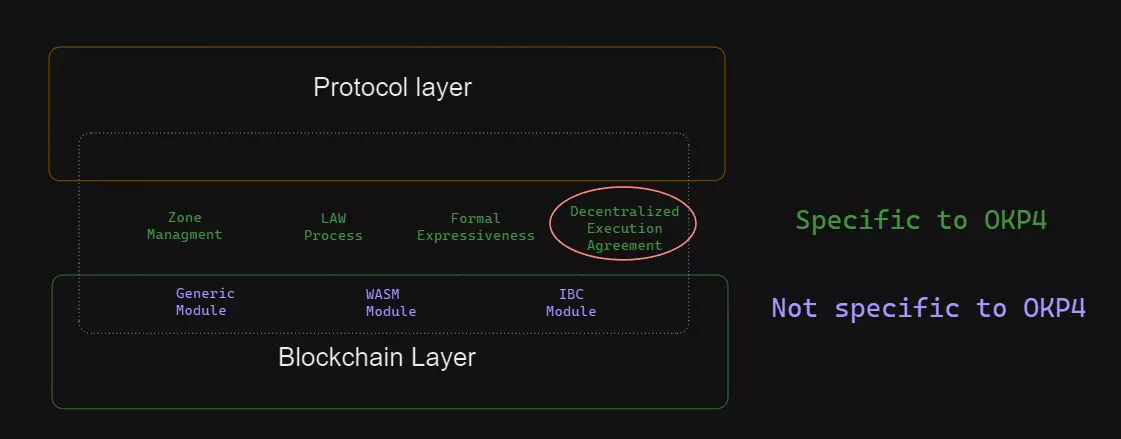 Protocol layer
Zone
Managment
LAW
Process
Formal
Expressiveness
Decentralized
Execution
Agreement
Specific to OKP4
Generic
Module
WASM
Module
IBC
Module
Not specific to OKP4
Blockchain Layer